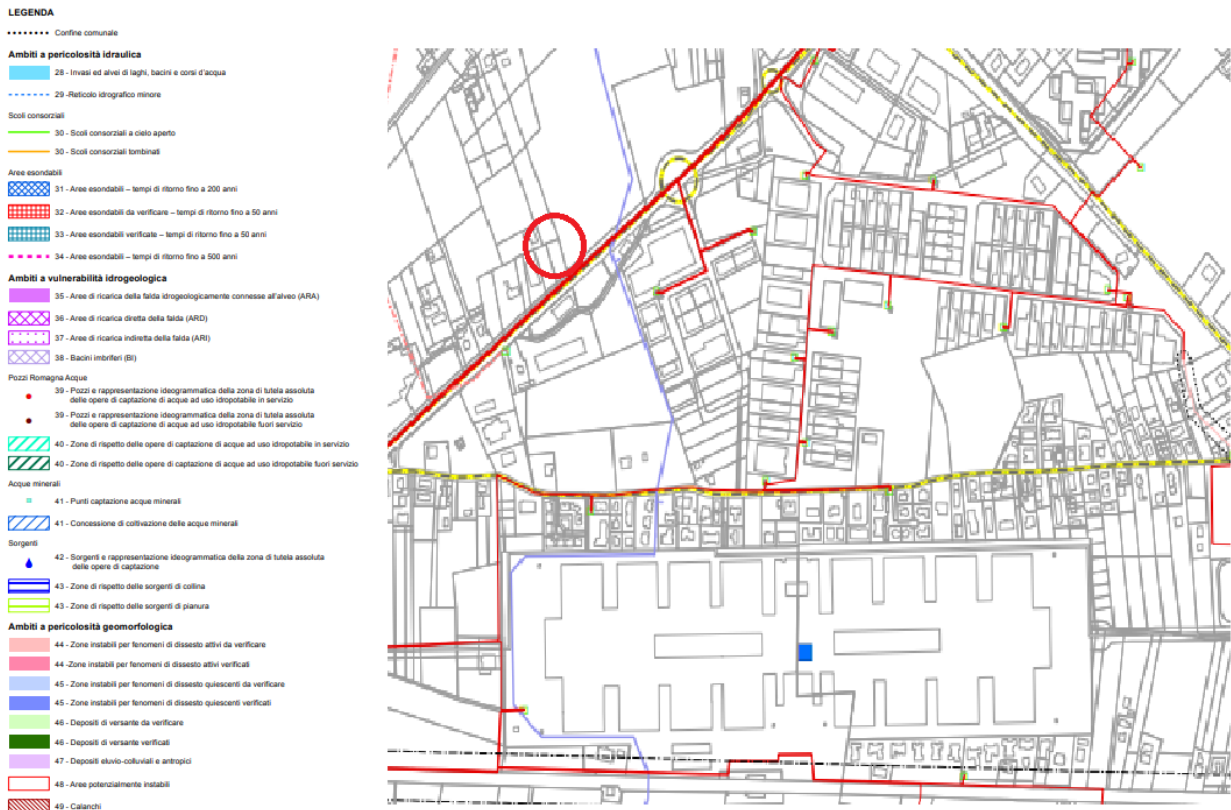 LEGENDA
Confine comunale
Ambiti a pericolosità idraulica
28 - Invasi ed alvei di laghi, bacini e corsi d'acqua
29 -Reticolo idrografico minore
Scoli consorziali
30 - Scoli consorziali a cielo aperto
30 - Scoli consorziali tombinati
Aree esondabili
31 - Aree esondabili – tempi di ritorno fino a 200 anni
32 - Aree esondabili da verificare – tempi di ritorno fino a 50 anni
33 - Aree esondabili verificate – tempi di ritorno fino a 50 anni
34 - Aree esondabili – tempi di ritorno fino a 500 anni
Ambiti a vulnerabilità idrogeologica
35 - Aree di ricarica della falda idrogeologicamente connesse all'alveo (ARA)
36 - Aree di ricarica diretta della falda (ARD)
37 - Aree di ricarica indiretta della falda (ARI)
38 - Bacini imbriferi (BI)
Pozzi Romagna Acque
39 - Pozzi e rappresentazione ideogrammatica della zona di tutela assoluta
delle opere di captazione di acque ad uso idropotabile in servizio
39 - Pozzi e rappresentazione ideogrammatica della zona di tutela assoluta
delle opere di captazione di acque ad uso idropotabile fuori servizio
40 - Zone di rispetto delle opere di captazione di acque ad uso idropotabile in servizio
40 - Zone di rispetto delle opere di captazione di acque ad uso idropotabile fuori servizio
Acque minerali
41 - Punti captazione acque minerali
41 - Concessione di coltivazione delle acque minerali
Sorgenti
42 - Sorgenti e rappresentazione ideogrammatica della zona di tutela assoluta
delle opere di captazione
43 - Zone di rispetto delle sorgenti di collina
43 - Zone di rispetto delle sorgenti di pianura
Ambiti a pericolosità geomorfologica
44 - Zone instabili per fenomeni di dissesto attivi da verificare
44 -Zone instabili per fenomeni di dissesto attivi verificati
45 - Zone instabili per fenomeni di dissesto quiescenti da verificare
45 - Zone instabili per fenomeni di dissesto quiescenti verificati
46 - Depositi di versante da verificare
46 - Depositi di versante verificati
47 - Depositi eluvio-colluviali e antropici
48 - Aree potenzialmente instabili
49 - Calanchi